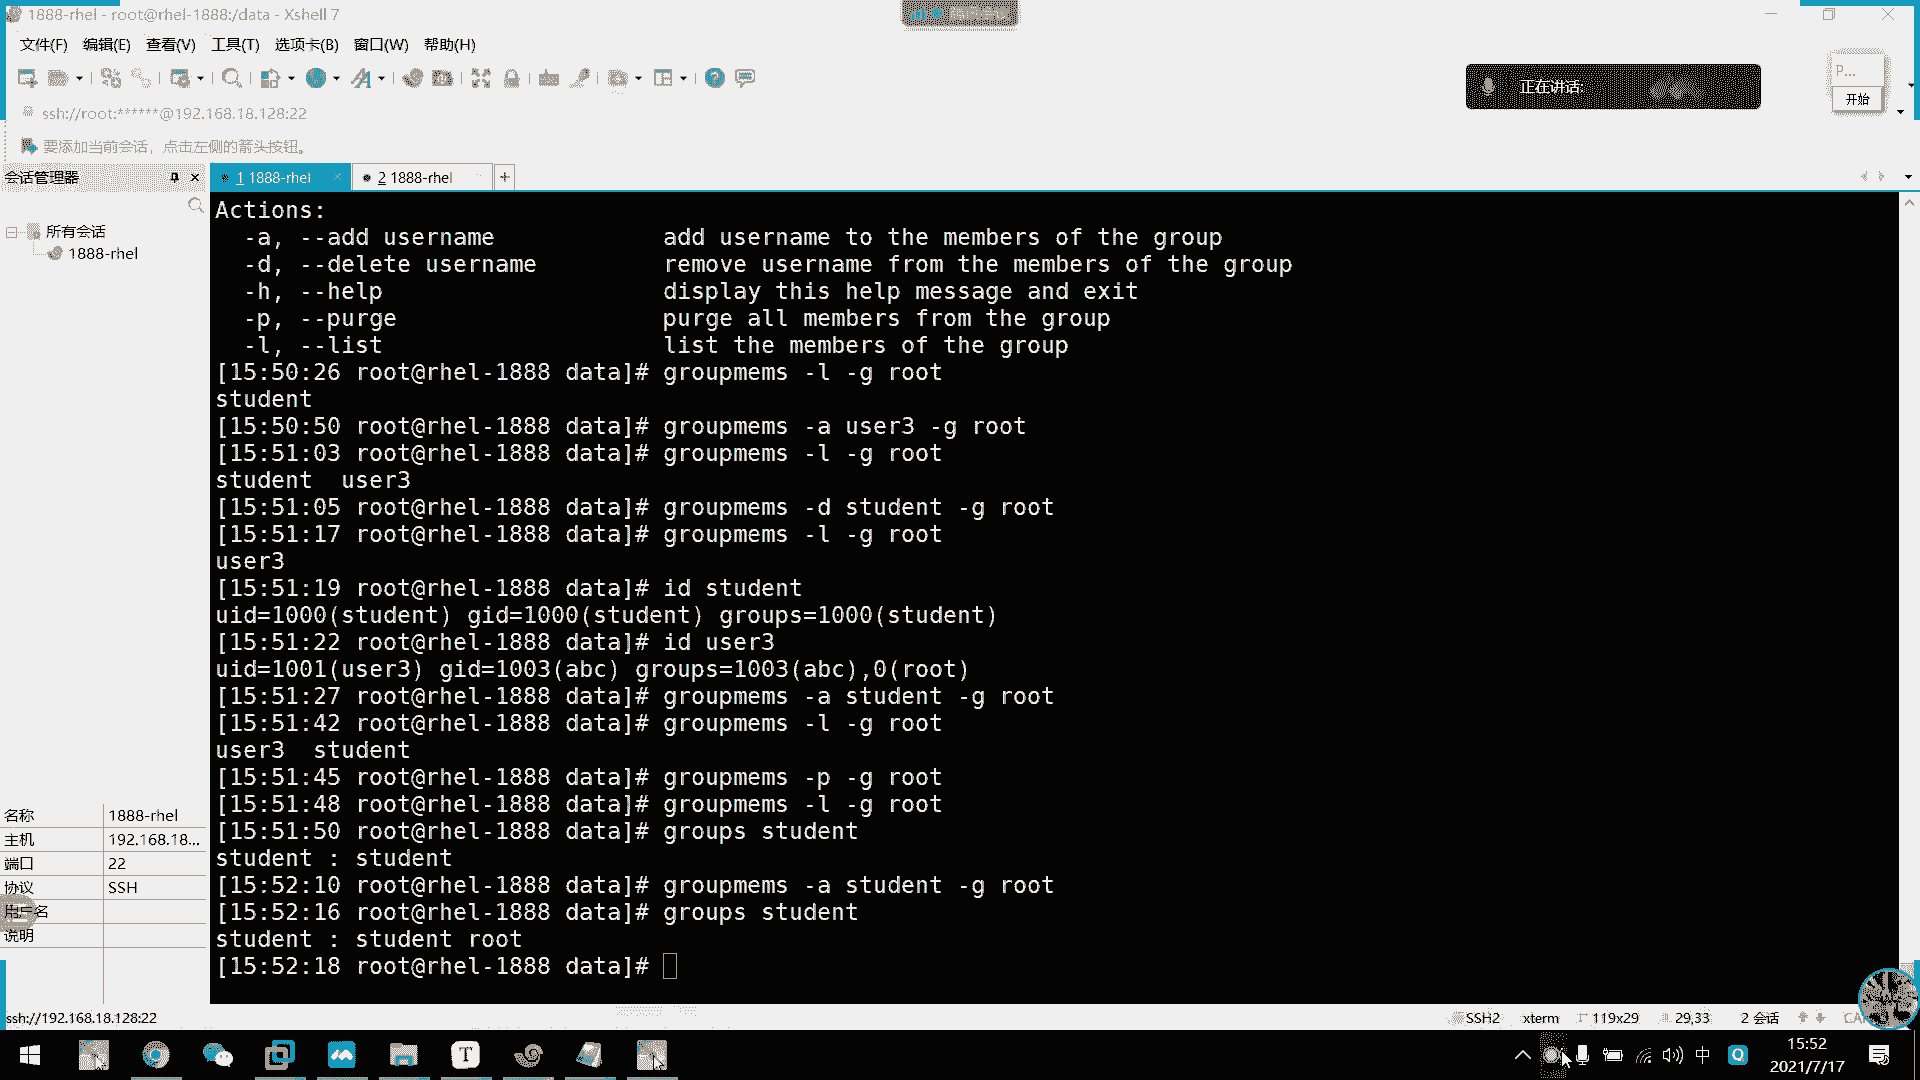 1888-rhel - root@rhel-1888:/data - Xshell 7
文件(F) 编辑(E) 查看(V) 工具(T) 选项卡(B) 窗口(W) 帮助(H)
正在讲话:
P...
开始
ssh://root:******@192.168.18.128:22
要添加当前会话，点击左侧的箭头按钮。
会话管理器
1 1888-rhel
2 1888-rhel
所有会话
1888-rhel
Actions:
-a, --add username add username to the members of the group
-d, --delete username remove username from the members of the group
-h, --help display this help message and exit
-p, --purge purge all members from the group
-l, --list list the members of the group
[15:50:26 root@rhel-1888 data]# groupmems -l -g root
student
[15:50:50 root@rhel-1888 data]# groupmems -a user3 -g root
[15:51:03 root@rhel-1888 data]# groupmems -l -g root
student  user3
[15:51:05 root@rhel-1888 data]# groupmems -d student -g root
[15:51:17 root@rhel-1888 data]# groupmems -l -g root
user3
[15:51:19 root@rhel-1888 data]# id student
uid=1000(student) gid=1000(student) groups=1000(student)
[15:51:22 root@rhel-1888 data]# id user3
uid=1001(user3) gid=1003(abc) groups=1003(abc),0(root)
[15:51:27 root@rhel-1888 data]# groupmems -a student -g root
[15:51:42 root@rhel-1888 data]# groupmems -l -g root
user3  student
[15:51:45 root@rhel-1888 data]# groupmems -p -g root
[15:51:48 root@rhel-1888 data]# groupmems -l -g root
[15:51:50 root@rhel-1888 data]# groups student
student : student
[15:52:10 root@rhel-1888 data]# groupmems -a student -g root
[15:52:16 root@rhel-1888 data]# groups student
student : student root
[15:52:18 root@rhel-1888 data]#
名称 1888-rhel
主机 192.168.18...
端口 22
协议 SSH
用户名
说明
ssh://192.168.18.128:22
SSH2 xterm 119x29 29,33 2 会话
中
15:52
2021/7/17